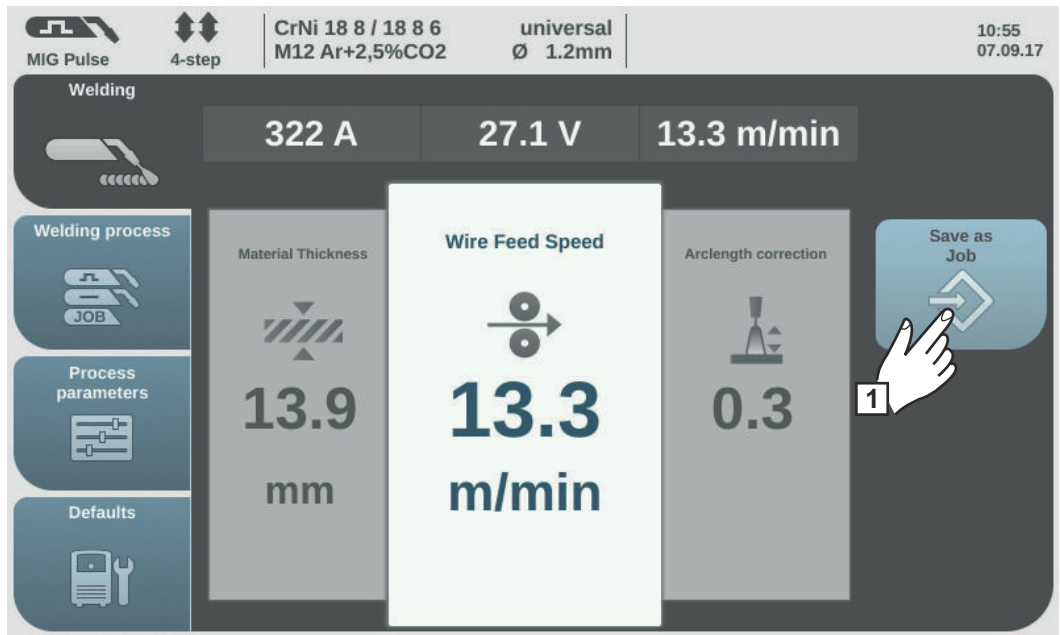 MIG Pulse
4-step
CrNi 18 8 / 18 8 6 universal
M12 Ar+2,5%CO2 Ø 1.2mm
10:55
07.09.17
Welding
322 A 27.1 V 13.3 m/min
Welding process
JOB
Process
parameters
Defaults
Material Thickness
13.9
mm
Wire Feed Speed
13.3
m/min
Arclength correction
0.3
Save as
Job
1